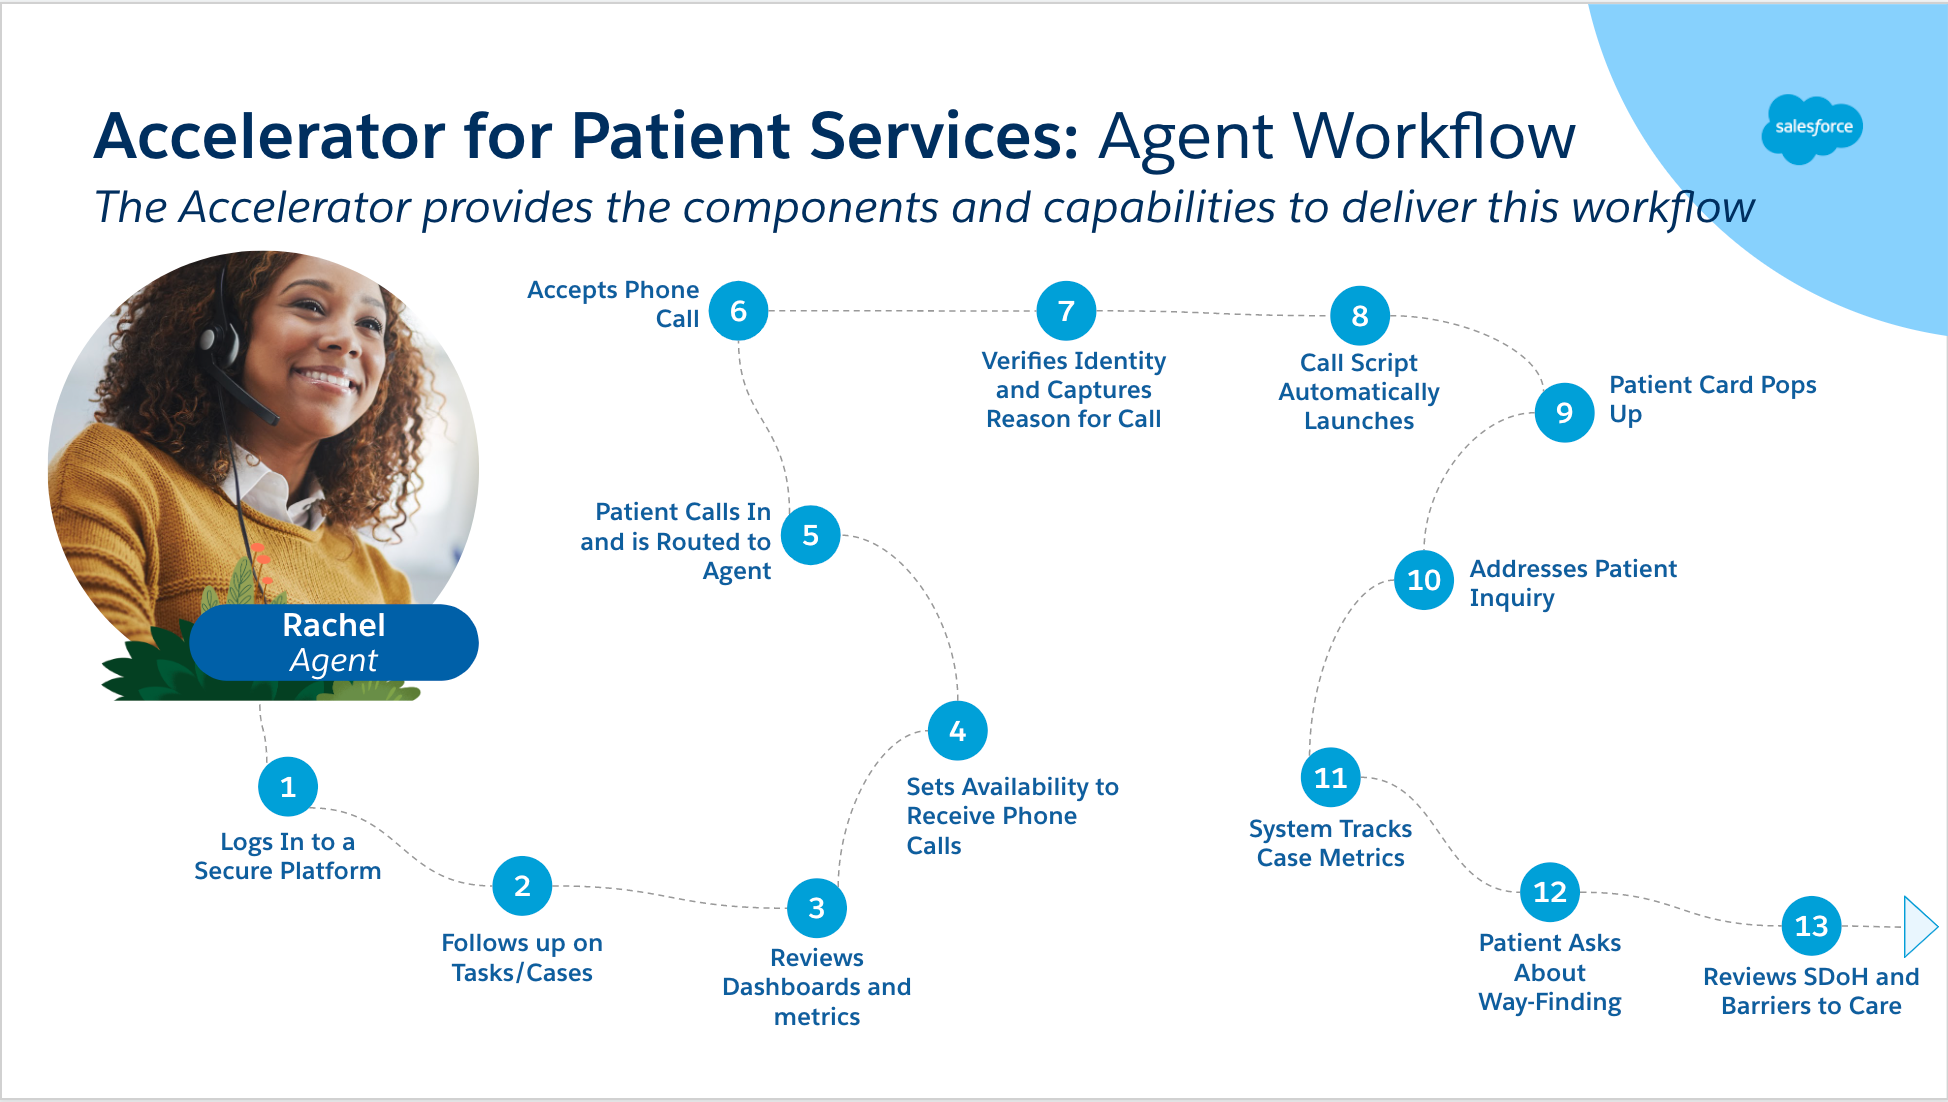 Accelerator for Patient Services: Agent Workflow
salesforce
The Accelerator provides the components and capabilities to deliver this workflow
Rachel
Agent
1
Logs In to a
Secure Platform
2
Follows up on
Tasks/Cases
3
Reviews
Dashboards and
metrics
4
Sets Availability to
Receive Phone
Calls
5
Patient Calls In
and is Routed to
Agent
6
Accepts Phone
Call
7
Verifies Identity
and Captures
Reason for Call
8
Call Script
Automatically
Launches
9
Patient Card Pops
Up
10
Addresses Patient
Inquiry
11
System Tracks
Case Metrics
12
Patient Asks
About
Way-Finding
13
Reviews SDoH and
Barriers to Care